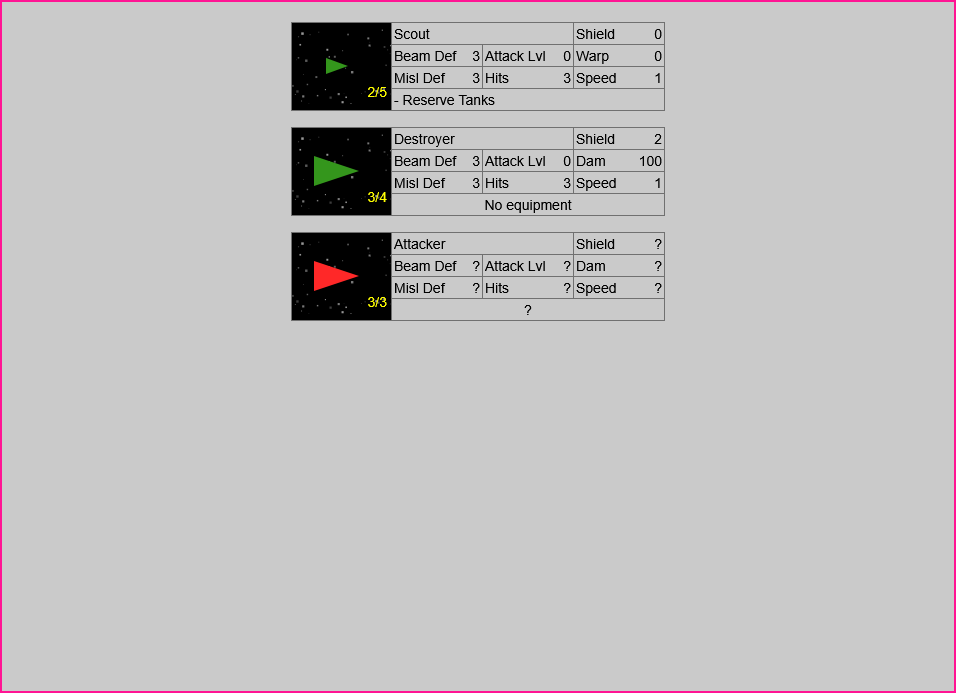 Scout Shield 0
Beam Def 3 Attack Lvl 0 Warp 0
Misl Def 3 Hits 3 Speed 1
2/5
- Reserve Tanks
Destroyer Shield 2
Beam Def 3 Attack Lvl 0 Dam 100
Misl Def 3 Hits 3 Speed 1
3/4
No equipment
Attacker Shield ?
Beam Def ? Attack Lvl ? Dam ?
Misl Def ? Hits ? Speed ?
3/3
?